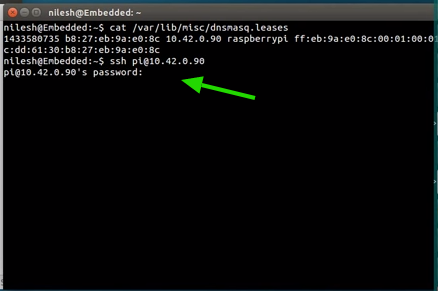 nilesh@Embedded: ~
nilesh@Embedded:~$ cat /var/lib/misc/dnsmasq.leases
1433580735 b8:27:eb:9a:e0:8c 10.42.0.90 raspberrypi ff:eb:9a:e0:8c:00:01:00:01
c:dd:61:30:b8:27:eb:9a:e0:8c
nilesh@Embedded:~$ ssh pi@10.42.0.90
pi@10.42.0.90's password: